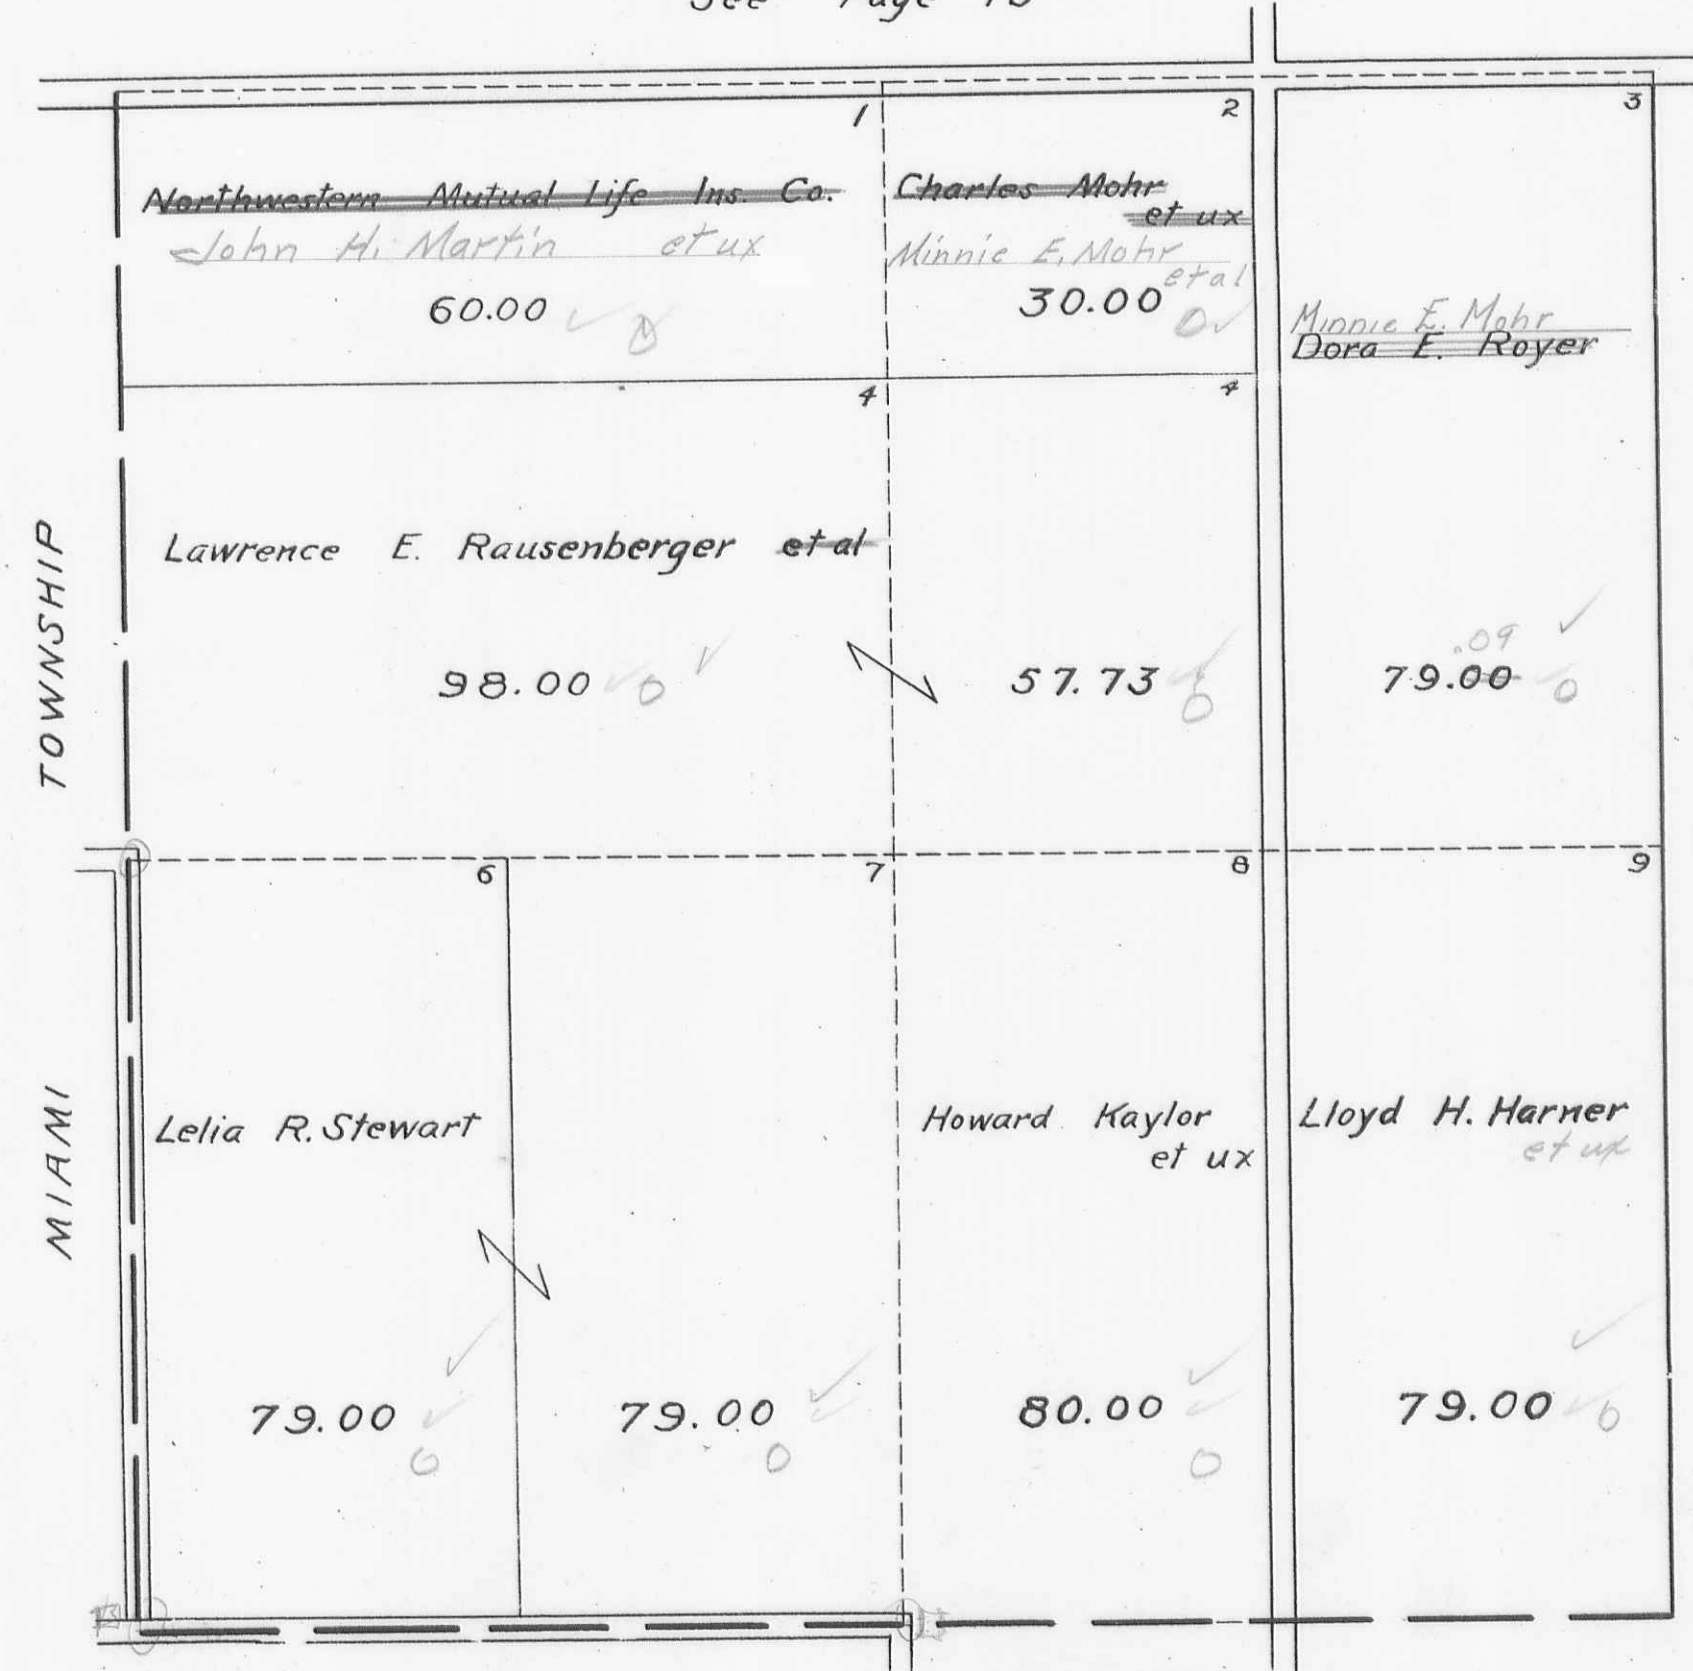 See Page
1
2
3
Northwestern Mutual Life Ins. Co.
John H. Martin et ux
60.00
Charles Mohr
et ux
Minnie E. Mohr
et al
30.00
Minnie E. Mohr
Dora E. Royer
4
4
TOWNSHIP
Lawrence E. Rausenberger et al
98.00
57.73
.09
79.00
6
7
8
9
MIAMI
Lelia R. Stewart
Howard Kaylor
et ux
Lloyd H. Harner
et ux
79.00
79.00
80.00
79.00